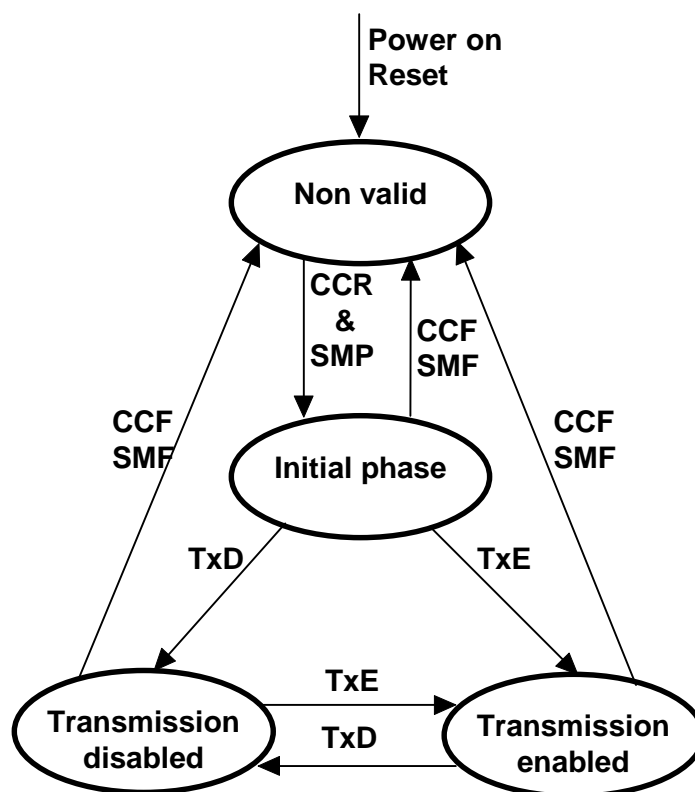 Power on
Reset
Non valid
CCR
&
SMP
CCF
SMF
CCF
SMF
CCF
SMF
Initial phase
TxD
TxE
TxE
Transmission
disabled
TxD
Transmission
enabled